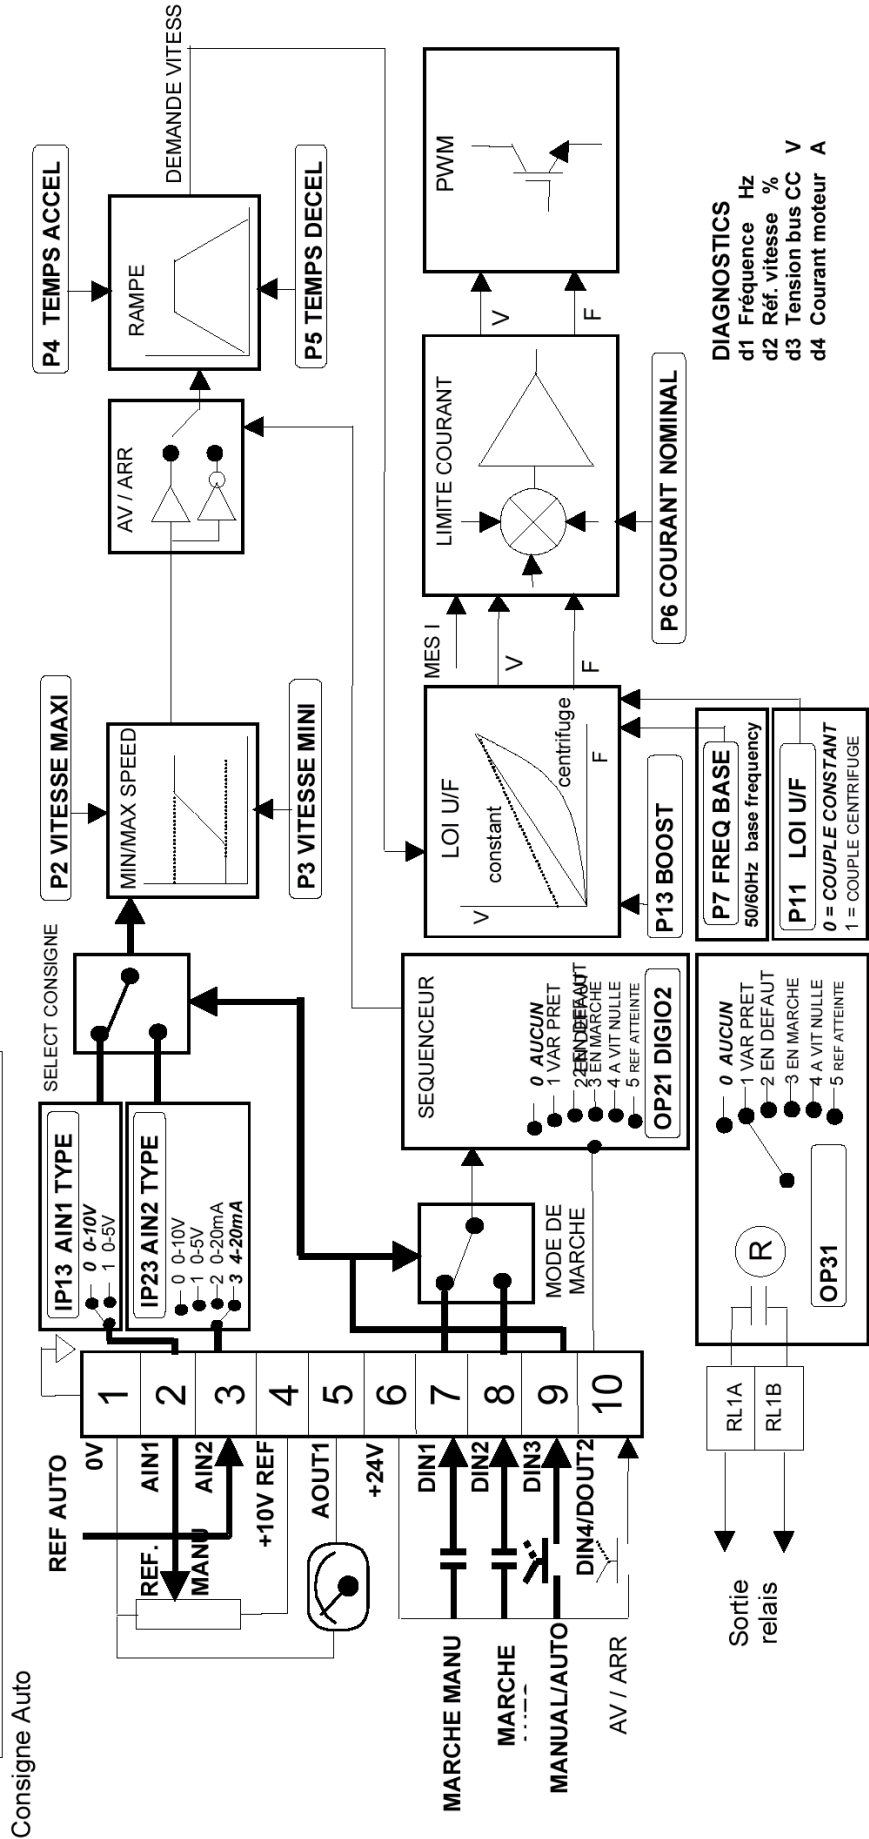 Consigne Auto
REF AUTO
0V
AIN1
AIN2
+10V REF
AOUT1
+24V
DIN1
DIN2
DIN3
DIN4/DOUT2
REF.
MANU
MARCHE MANU
MARCHE
MANUAL/AUTO
AV / ARR
1
2
3
4
5
6
7
8
9
10
IP13 AIN1 TYPE
0 0-10V
1 0-5V
IP23 AIN2 TYPE
0 0-10V
1 0-5V
2 0-20mA
3 4-20mA
SELECT CONSIGNE
MODE DE
MARCHE
P2 VITESSE MAXI
MIN/MAX SPEED
P3 VITESSE MINI
AV / ARR
P4 TEMPS ACCEL
RAMPE
P5 TEMPS DECEL
DEMANDE VITESS
SEQUENCEUR
0 AUCUN
1 VAR PRET
2 EN DEFAUT
3 EN MARCHE
4 A VIT NULLE
5 REF ATTEINTE
OP21 DIGIO2
LOI U/F
V
constant
centrifuge
F
P13 BOOST
P7 FREQ BASE
50/60Hz base frequency
P11 LOI U/F
0 = COUPLE CONSTANT
1 = COUPLE CENTRIFUGE
MES I
V
F
LIMITE COURANT
P6 COURANT NOMINAL
V
F
PWM
DIAGNOSTICS
d1 Fréquence Hz
d2 Réf. vitesse %
d3 Tension bus CC V
d4 Courant moteur A
Sortie
relais
RL1A
RL1B
R
OP31
0 AUCUN
1 VAR PRET
2 EN DEFAUT
3 EN MARCHE
4 A VIT NULLE
5 REF ATTEINTE